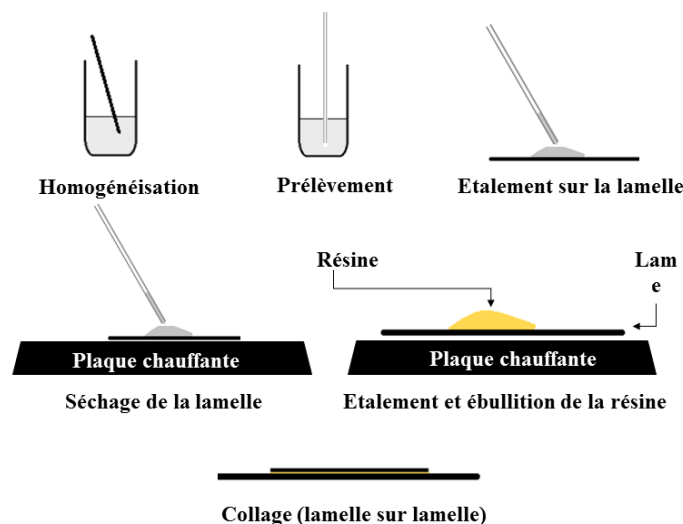 Homogénéisation
Prélèvement
Etalement sur la lamelle
Résine
Lam
e
Plaque chauffante
Plaque chauffante
Séchage de la lamelle
Etalement et ébullition de la résine
Collage (lamelle sur lamelle)